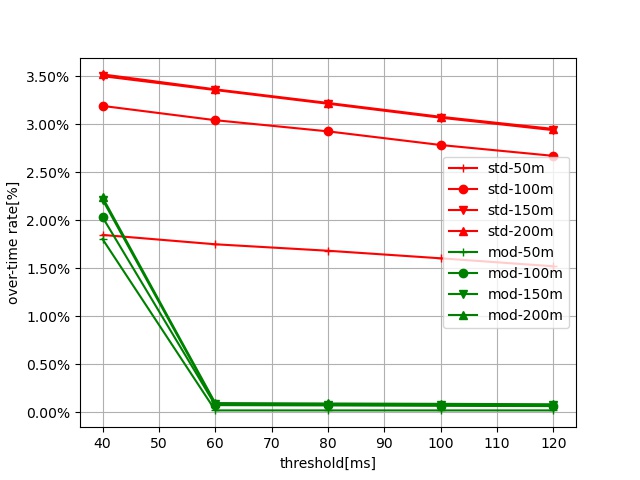 3.50%
3.00%
2.50%
2.00%
1.50%
1.00%
0.50%
0.00%
over-time rate[%]
std-50m
std-100m
std-150m
std-200m
mod-50m
mod-100m
mod-150m
mod-200m
40 50 60 70 80 90 100 110 120
threshold[ms]